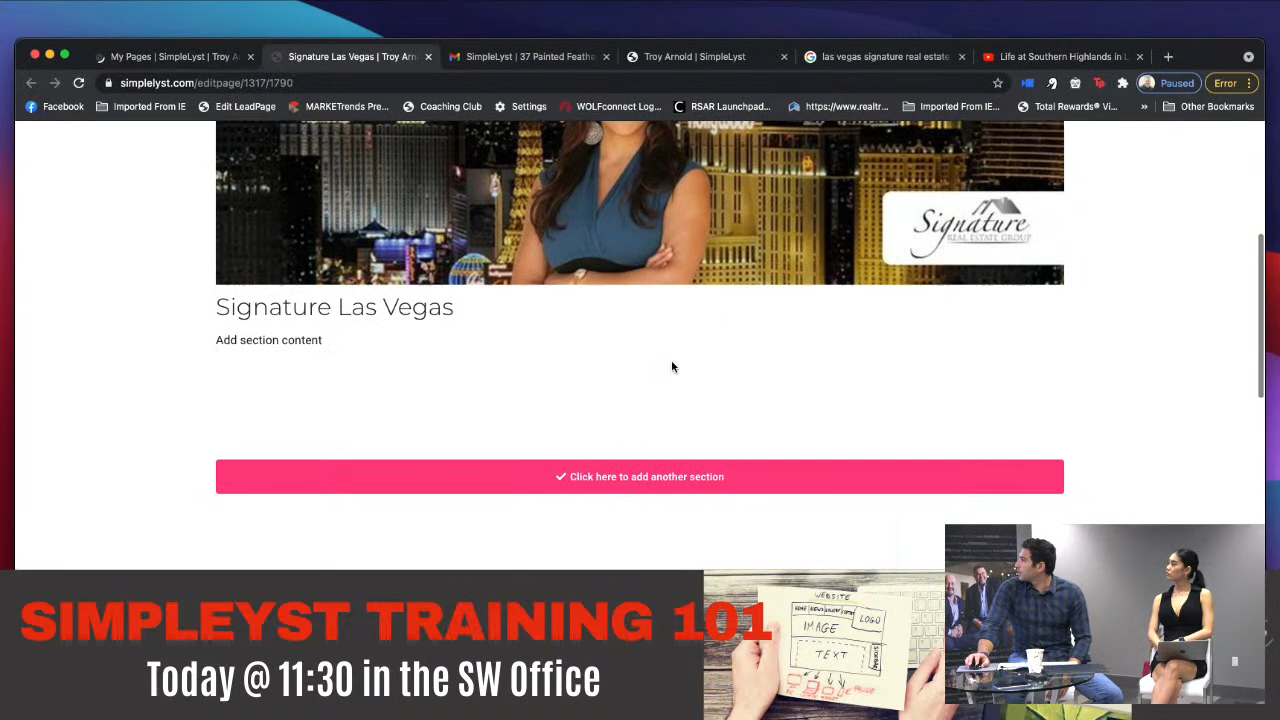 My Pages | SimpleLyst | Troy A
Signature Las Vegas | Troy Arn
SimpleLyst | 37 Painted Feathe
Troy Arnold | SimpleLyst
las vegas signature real estate
Life at Southern Highlands in L
simplelyst.com/editpage/1317/1790
Paused
Error
Facebook
Imported From IE
Edit LeadPage
MARKETrends Pre...
Coaching Club
Settings
WOLFconnect Log...
RSAR Launchpad...
https://www.realtr...
Imported From IE...
Total Rewards® Vi...
Other Bookmarks
Signature
REAL ESTATE GROUP
Signature Las Vegas
Add section content
Click here to add another section
SIMPLEYST TRAINING 101
Today @ 11:30 in the SW Office
WEBSITE
HOME
LOGO
IMAGE
TEXT